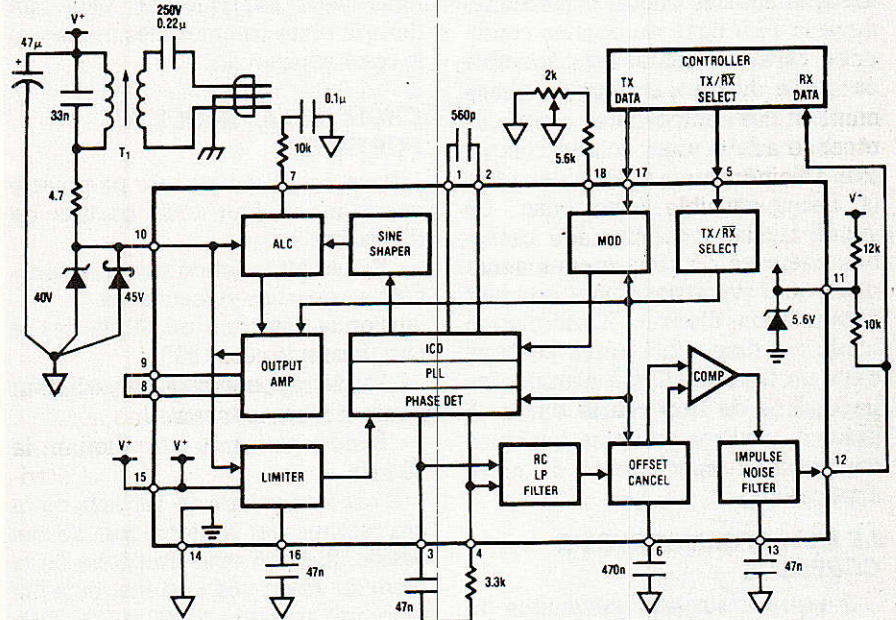 250V
0.22μ
V+
47μ
+
33n
T1
4.7
40V
45V
0.1μ
10k
560p
2k
5.6k
CONTROLLER
TX
DATA
TX/RX
SELECT
RX
DATA
7
1
2
18
17
5
10
ALC
SINE
SHAPER
MOD
TX/RX
SELECT
V+
12k
11
5.6V
10k
9
8
OUTPUT
AMP
ICO
PLL
PHASE DET
COMP
V+
V+
15
LIMITER
RC
LP
FILTER
OFFSET
CANCEL
IMPULSE
NOISE
FILTER
12
14
16
3
4
6
13
47n
47n
3.3k
470n
47n